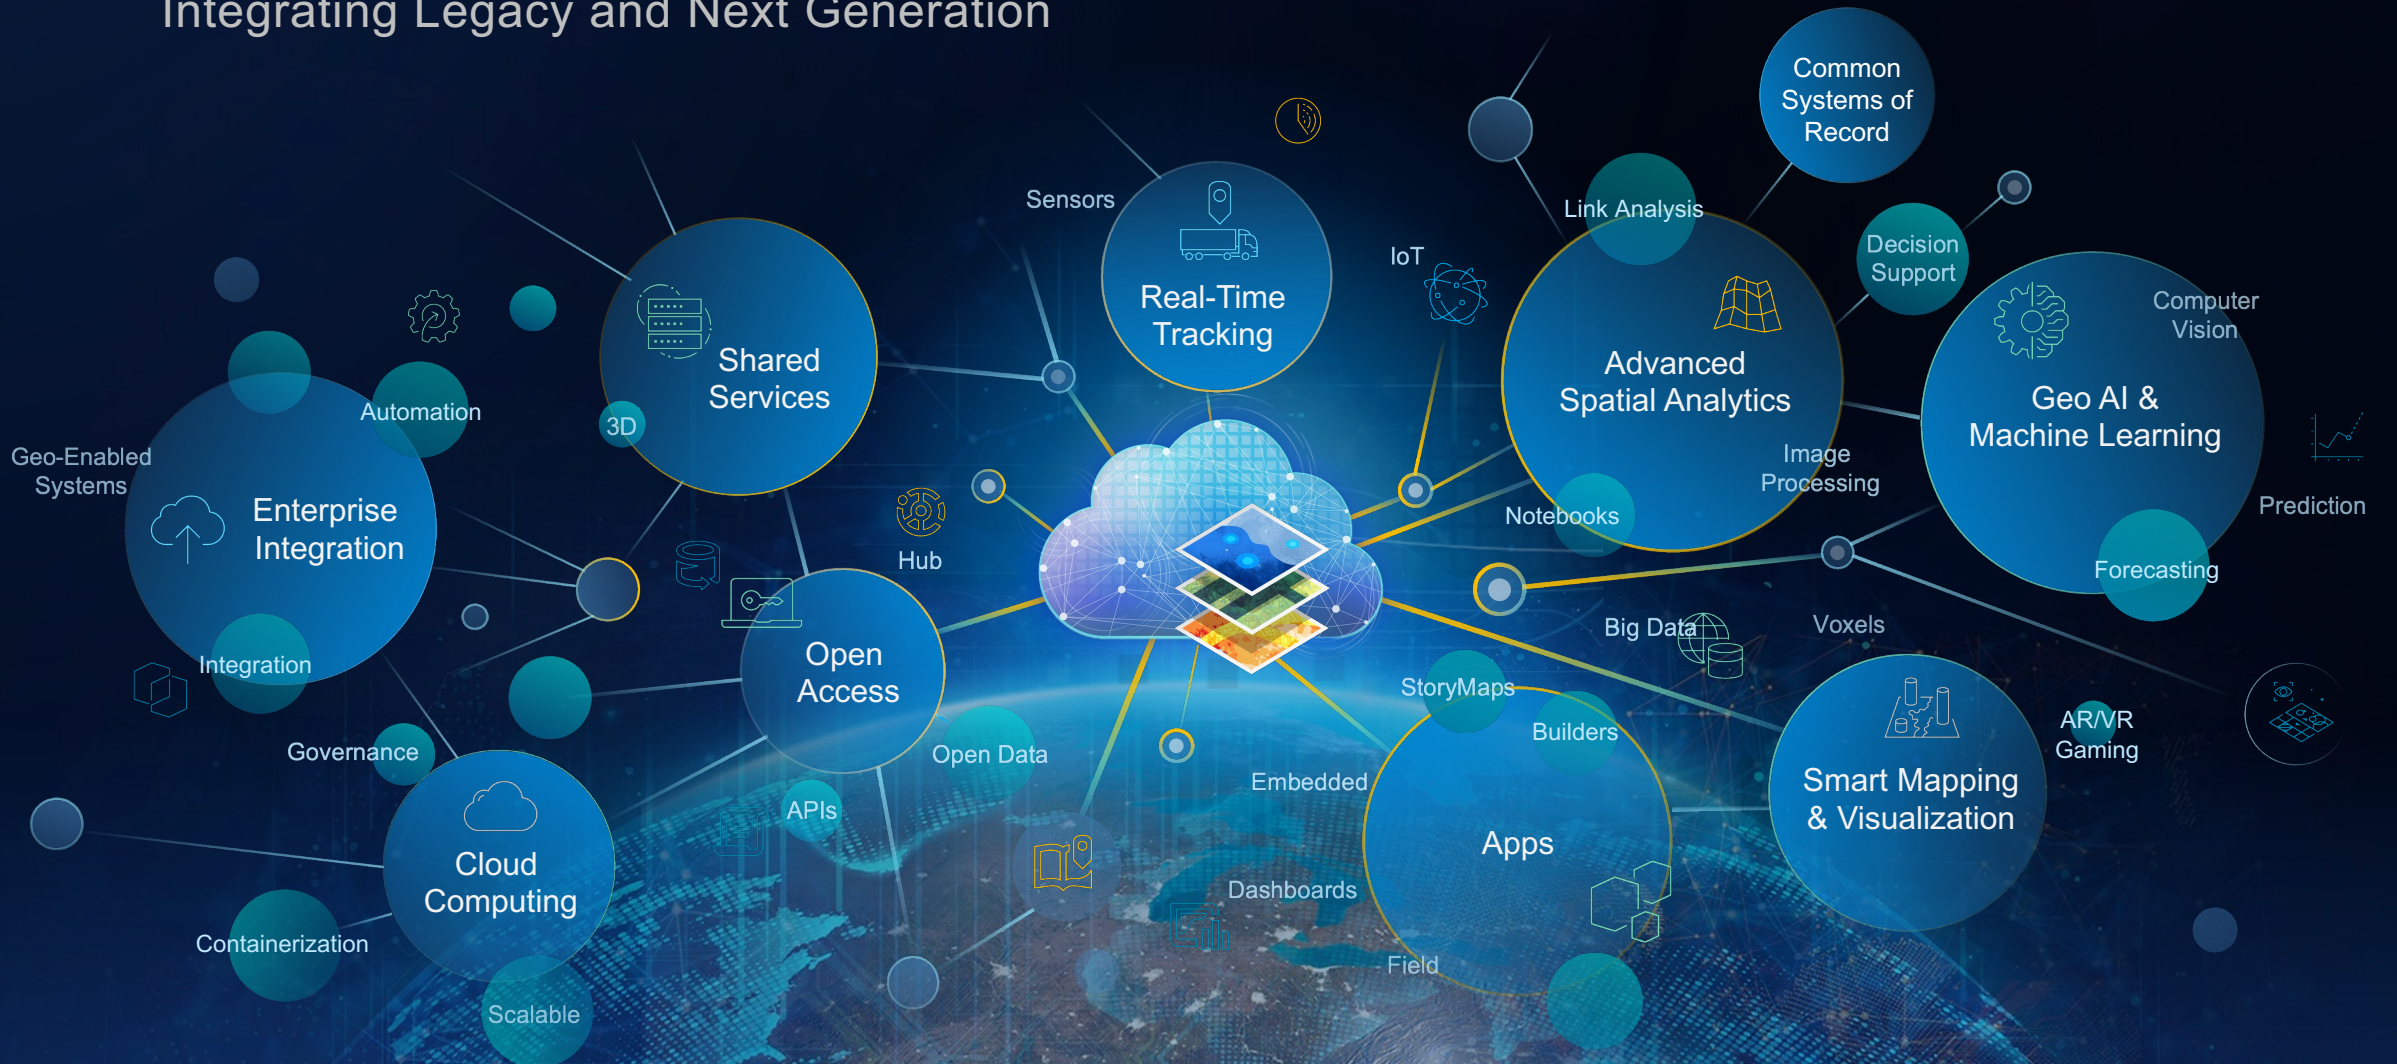 Integrating Legacy and Next Generation
Common
Systems of
Record
Sensors
Link Analysis
IoT
Decision
Support
Real-Time
Tracking
Computer
Vision
Shared
Services
3D
Advanced
Spatial Analytics
Geo AI &
Machine Learning
Automation
Geo-Enabled
Systems
Image
Processing
Enterprise
Integration
Notebooks
Prediction
Hub
Forecasting
Big Data
Voxels
Integration
Open
Access
StoryMaps
Builders
AR/VR
Gaming
Governance
Open Data
Embedded
Smart Mapping
& Visualization
APIs
Apps
Cloud
Computing
Dashboards
Containerization
Field
Scalable